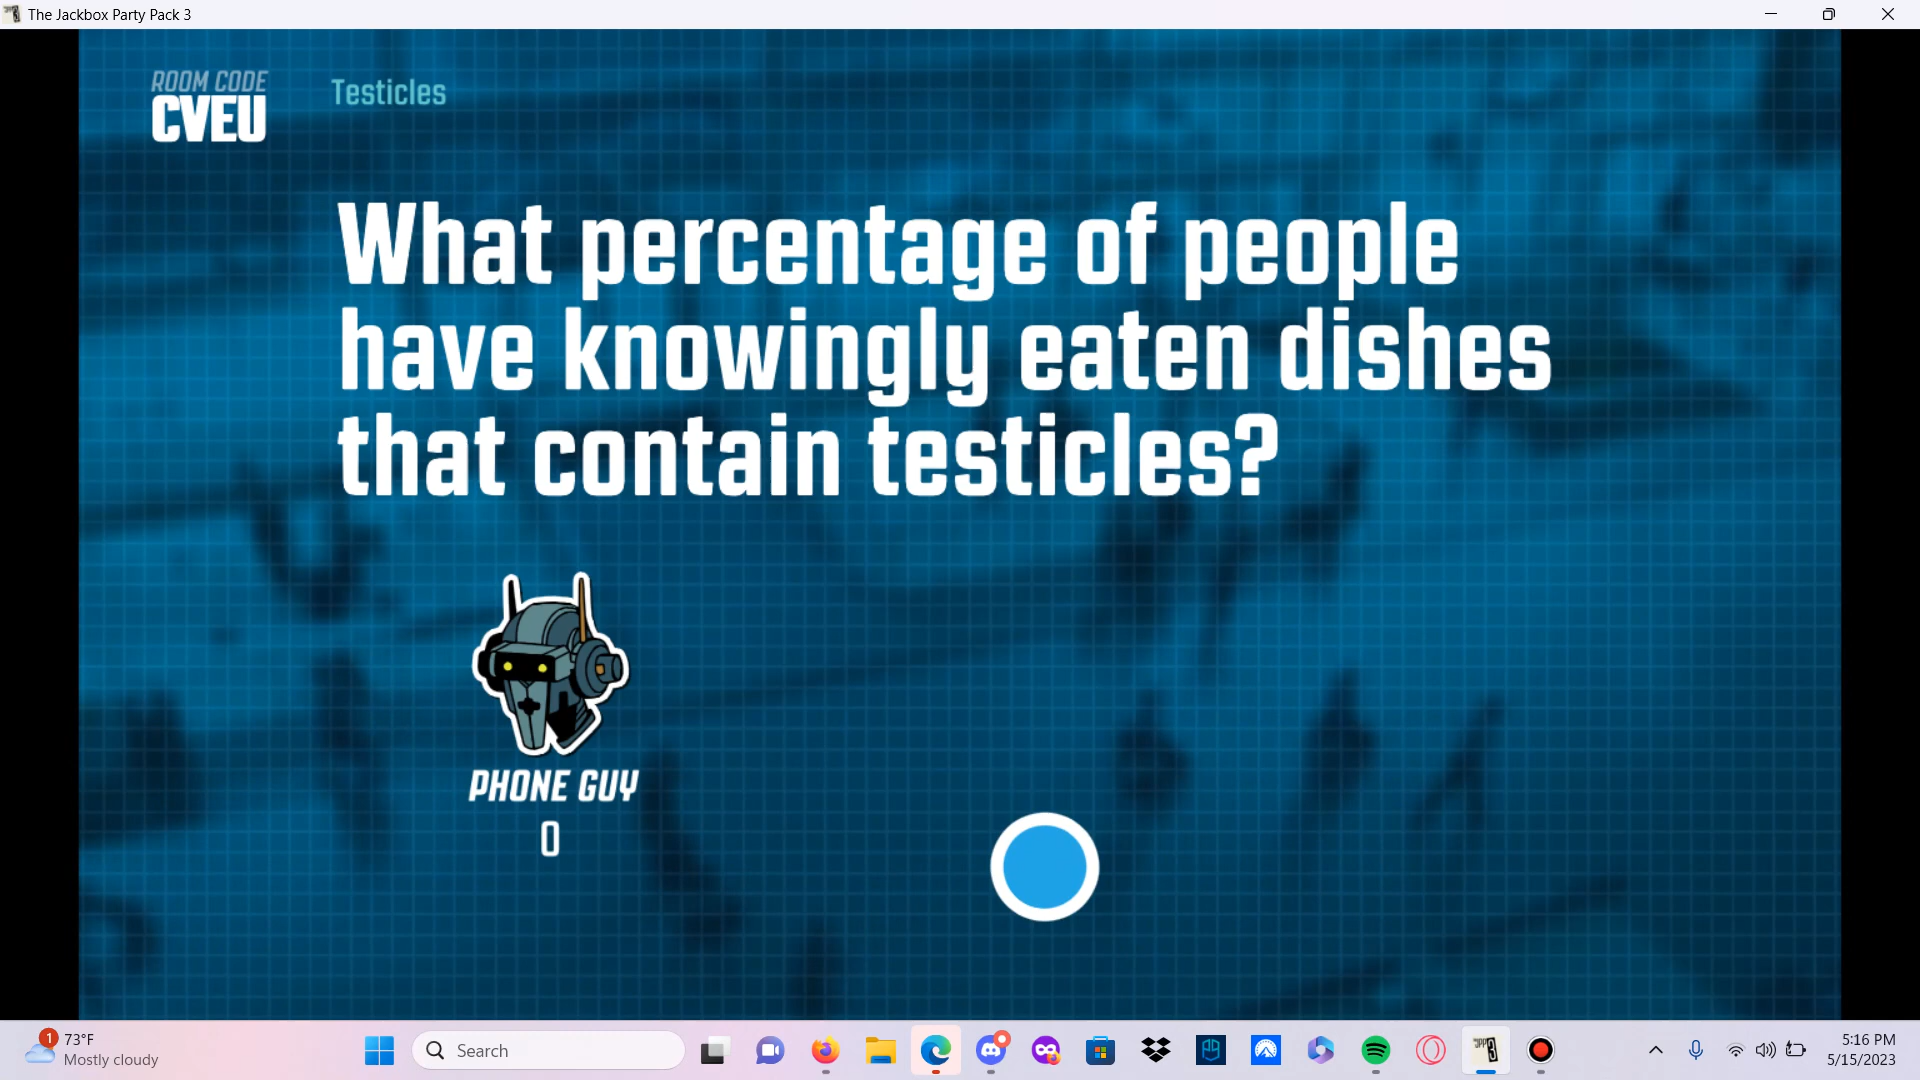 The Jackbox Party Pack 3
ROOM CODE
CVEU
Testicles
What percentage of people
have knowingly eaten dishes
that contain testicles?
PHONE GUY
0
1
73°F
Mostly cloudy
Search
JPP3
5:16 PM
5/15/2023